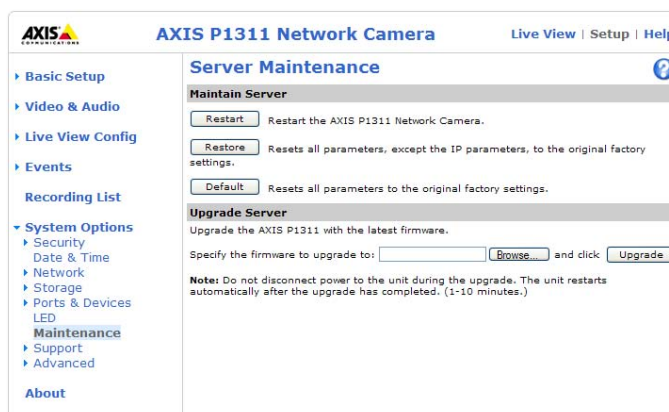 AXIS
COMMUNICATIONS
AXIS P1311 Network Camera
Live View | Setup | Help
Basic Setup
Video & Audio
Live View Config
Events
Recording List
System Options
Security
Date & Time
Network
Storage
Ports & Devices
LED
Maintenance
Support
Advanced
About
Server Maintenance
?
Maintain Server
Restart Restart the AXIS P1311 Network Camera.
Restore Resets all parameters, except the IP parameters, to the original factory
settings.
Default Resets all parameters to the original factory settings.
Upgrade Server
Upgrade the AXIS P1311 with the latest firmware.
Specify the firmware to upgrade to: Browse... and click Upgrade
Note: Do not disconnect power to the unit during the upgrade. The unit restarts
automatically after the upgrade has completed. (1-10 minutes.)